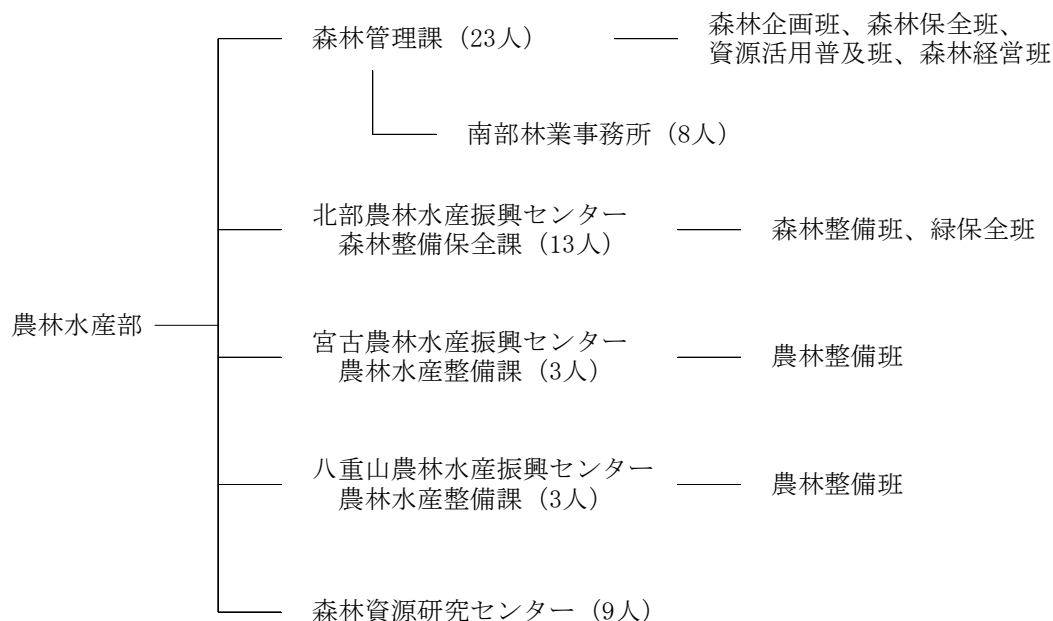 森林管理課（23人）
森林企画班、森林保全班、
資源活用普及班、森林経営班
南部林業事務所（8人）
北部農林水産振興センター
森林整備保全課（13人）
森林整備班、緑保全班
農林水産部
宮古農林水産振興センター
農林水産整備課（3人）
農林整備班
八重山農林水産振興センター
農林水産整備課（3人）
農林整備班
森林資源研究センター（9人）